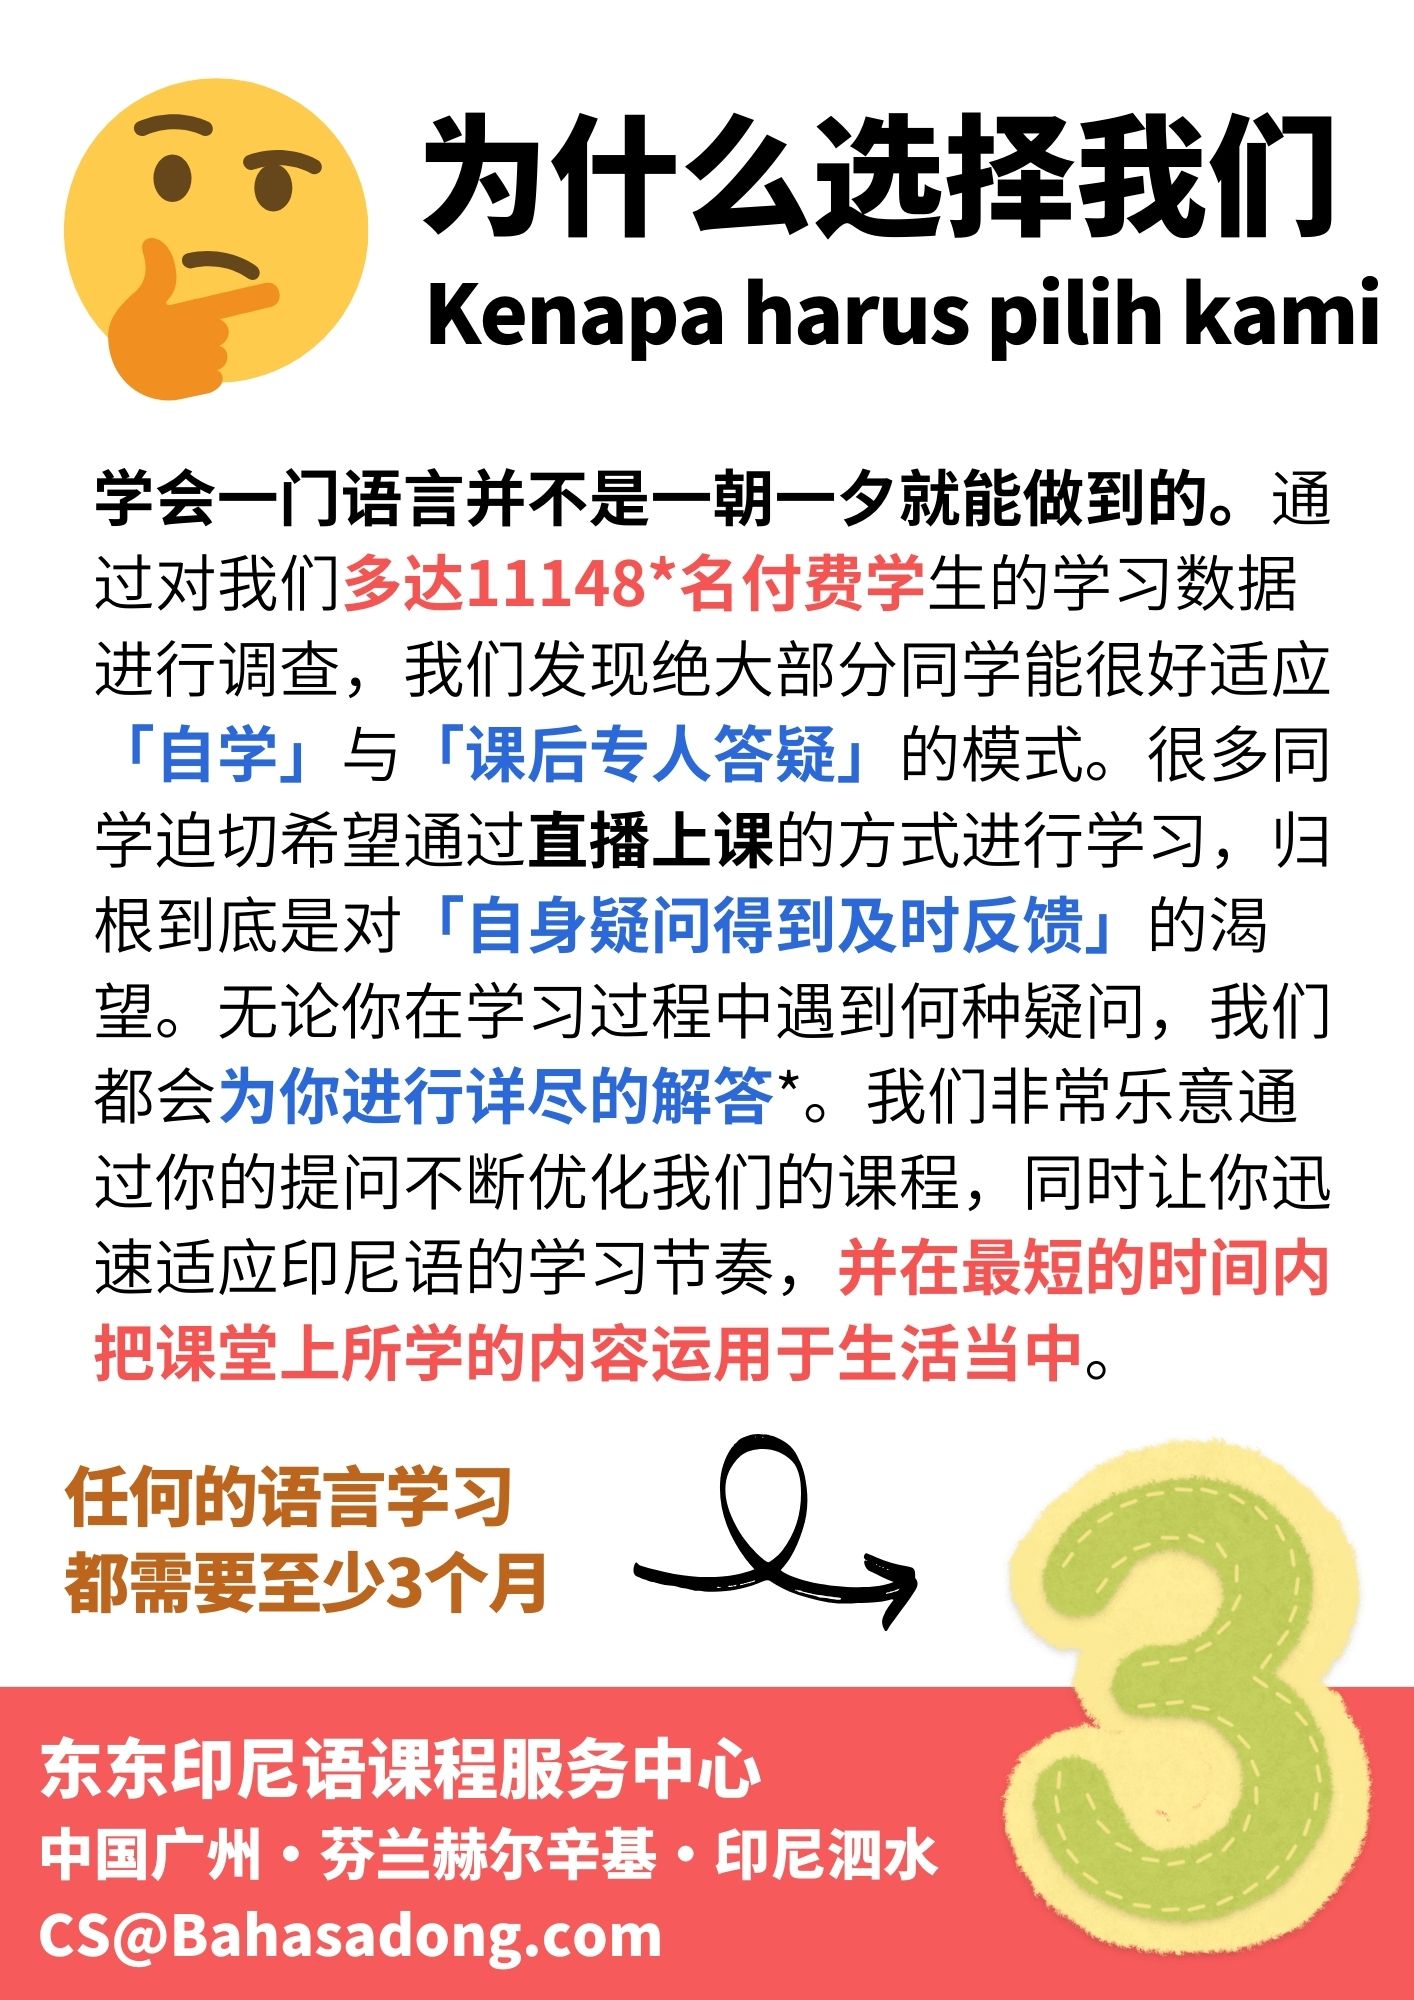 为什么选择我们
Kenapa harus pilih kami
学会一门语言并不是一朝一夕就能做到的。通
过对我们多达11148*名付费学生的学习数据
进行调查，我们发现绝大部分同学能很好适应
「自学」与「课后专人答疑」的模式。很多同
学迫切希望通过直播上课的方式进行学习，归
根到底是对「自身疑问得到及时反馈」的渴
望。无论你在学习过程中遇到何种疑问，我们
都会为你进行详尽的解答*。我们非常乐意通
过你的提问不断优化我们的课程，同时让你迅
速适应印尼语的学习节奏，并在最短的时间内
把课堂上所学的内容运用于生活当中。
任何的语言学习
都需要至少3个月
3
东东印尼语课程服务中心
中国广州·芬兰赫尔辛基·印尼泗水
CS@Bahasadong.com